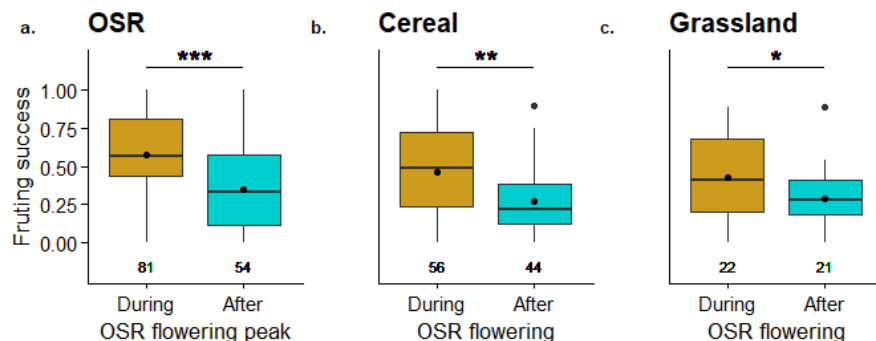 a. OSR
b. Cereal
c. Grassland
*** 
**
*
Fruting success
1.00
0.75
0.50
0.25
0.00
81 54
56 44
22 21
During After
During After
During After
OSR flowering peak
OSR flowering
OSR flowering